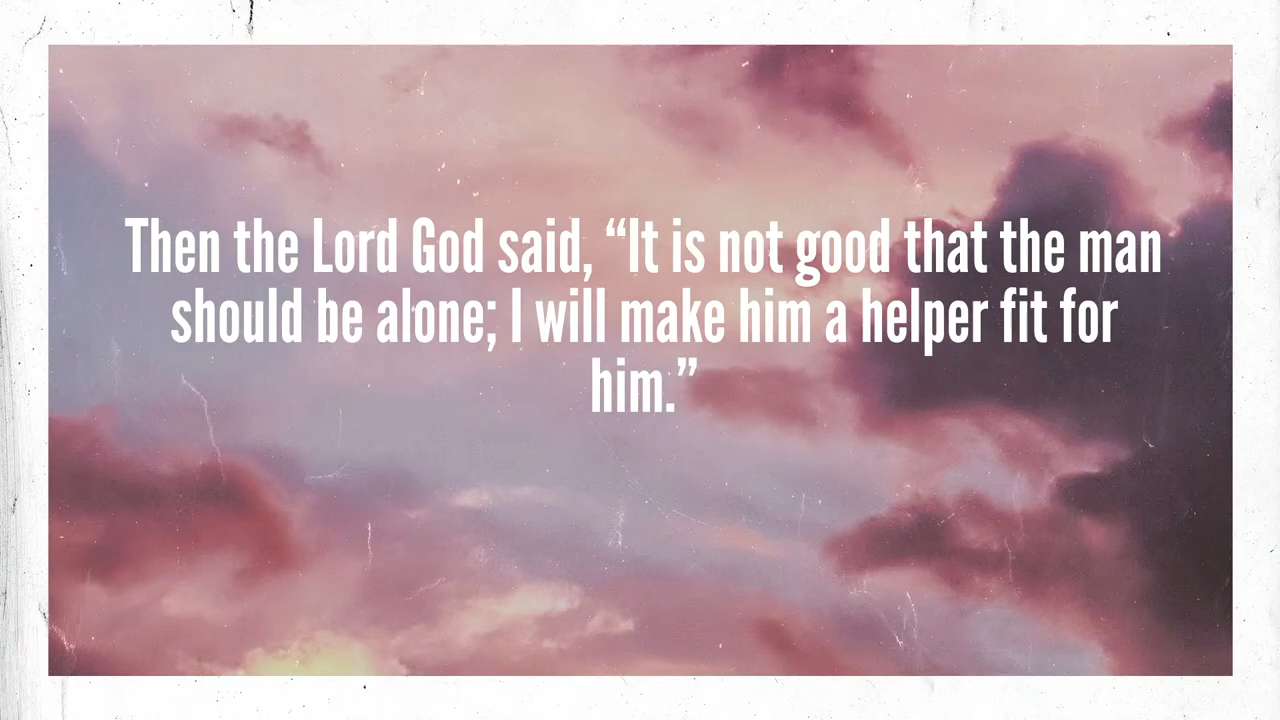 Then the Lord God said, “It is not good that the man
should be alone; I will make him a helper fit for
him.”